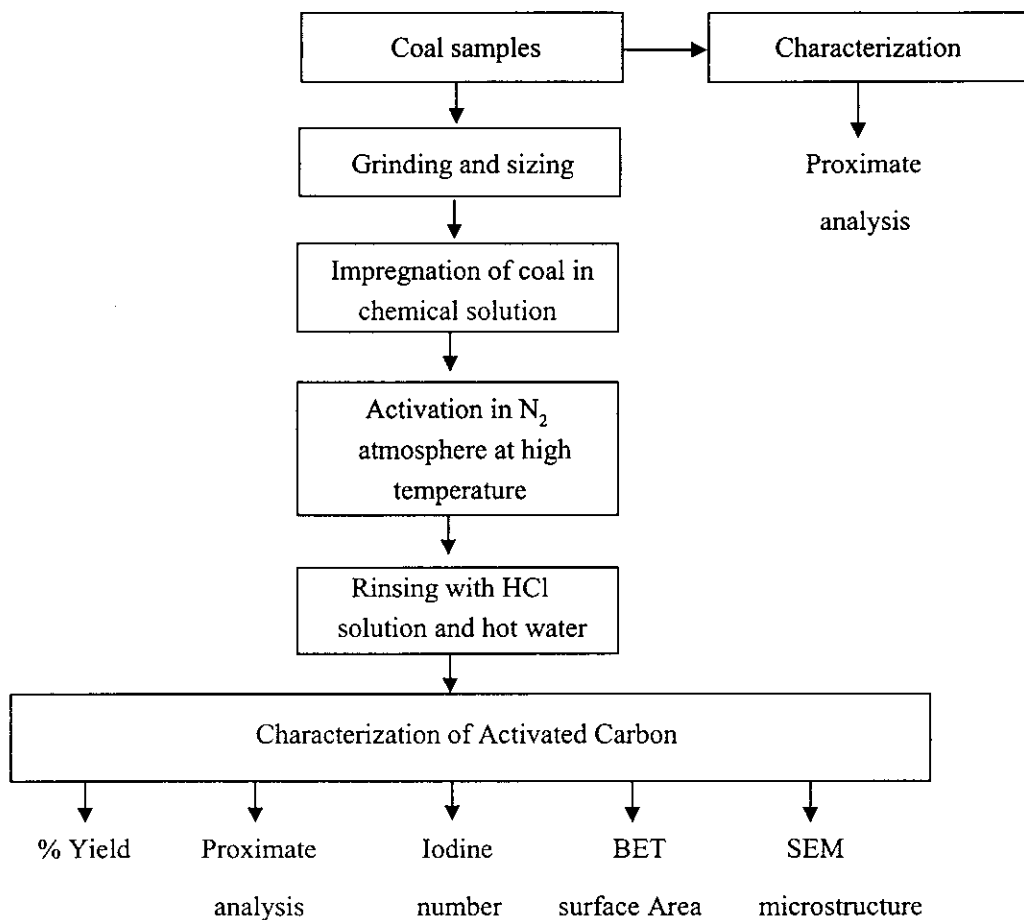 Coal samples
Characterization
Grinding and sizing
Proximate
analysis
Impregnation of coal in
chemical solution
Activation in N₂
atmosphere at high
temperature
Rinsing with HCl
solution and hot water
Characterization of Activated Carbon
% Yield
Proximate
analysis
Iodine
number
BET
surface Area
SEM
microstructure